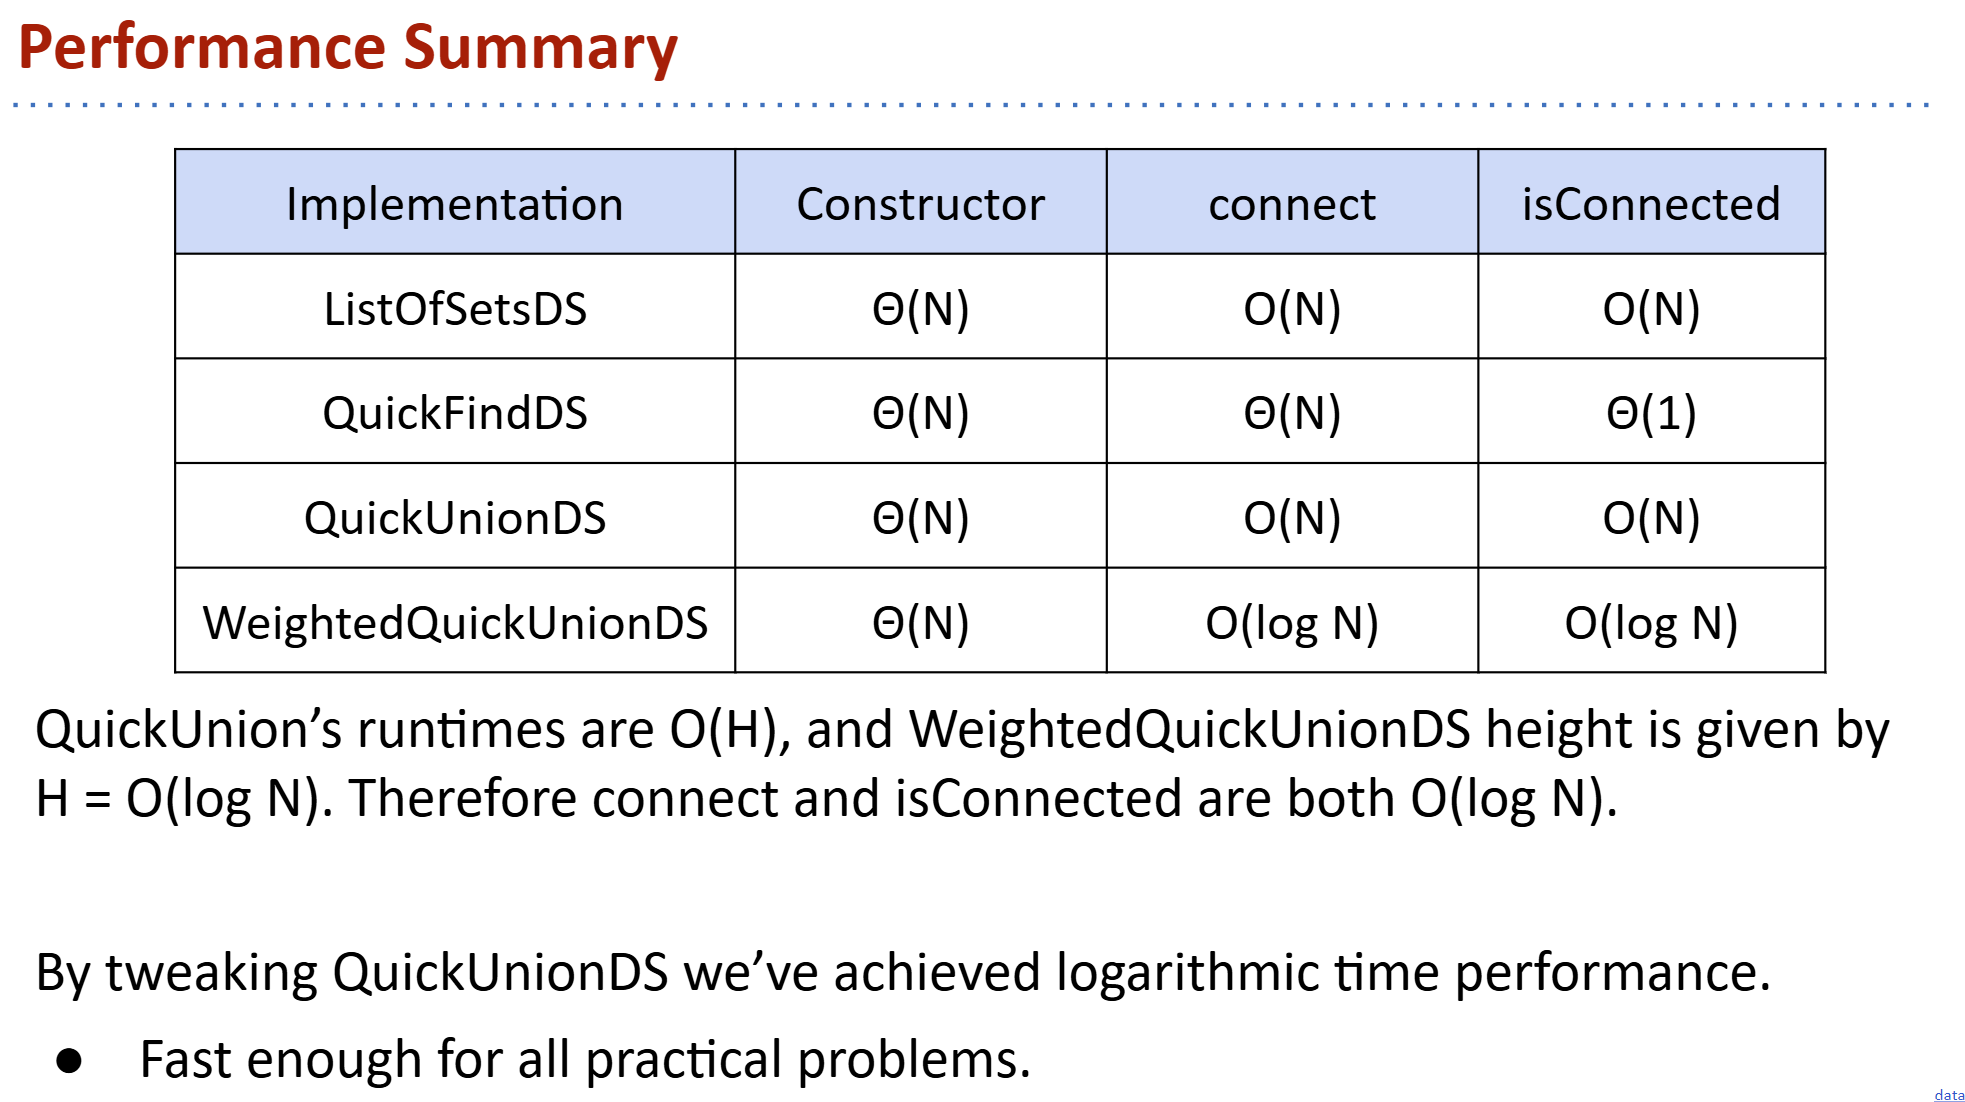 Performance Summary
Implementation Constructor connect isConnected
ListOfSetsDS Θ(N) O(N) O(N)
QuickFindDS Θ(N) Θ(N) Θ(1)
QuickUnionDS Θ(N) O(N) O(N)
WeightedQuickUnionDS Θ(N) O(log N) O(log N)
QuickUnion’s runtimes are O(H), and WeightedQuickUnionDS height is given by
H = O(log N). Therefore connect and isConnected are both O(log N).
By tweaking QuickUnionDS we’ve achieved logarithmic time performance.
● Fast enough for all practical problems.
data